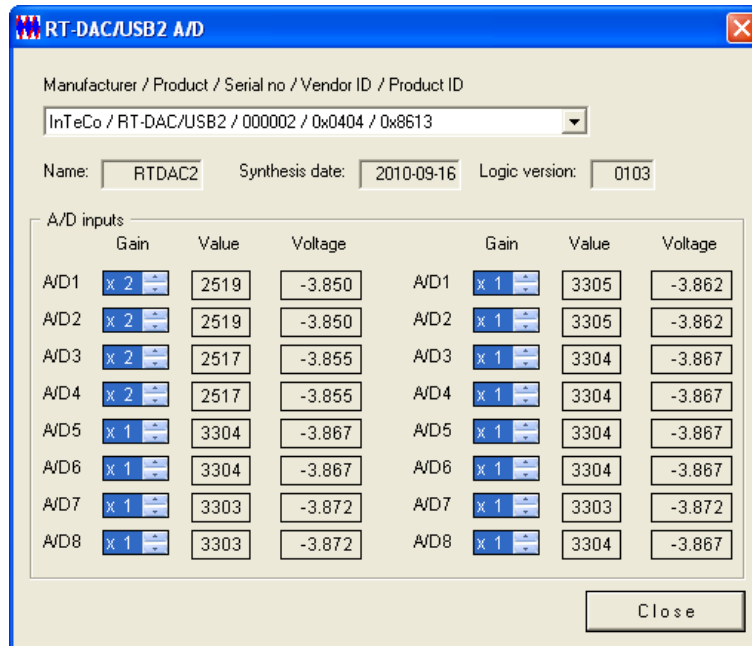 RT-DAC/USB2 A/D
Manufacturer / Product / Serial no / Vendor ID / Product ID
InTeCo / RT-DAC/USB2 / 000002 / 0x0404 / 0x8613
Name: RTDAC2 Synthesis date: 2010-09-16 Logic version: 0103
A/D inputs
Gain Value Voltage Gain Value Voltage
A/D1 x 2 2519 -3.850 A/D1 x 1 3305 -3.862
A/D2 x 2 2519 -3.850 A/D2 x 1 3305 -3.862
A/D3 x 2 2517 -3.855 A/D3 x 1 3304 -3.867
A/D4 x 2 2517 -3.855 A/D4 x 1 3304 -3.867
A/D5 x 1 3304 -3.867 A/D5 x 1 3304 -3.867
A/D6 x 1 3304 -3.867 A/D6 x 1 3304 -3.867
A/D7 x 1 3303 -3.872 A/D7 x 1 3303 -3.872
A/D8 x 1 3303 -3.872 A/D8 x 1 3304 -3.867
Close